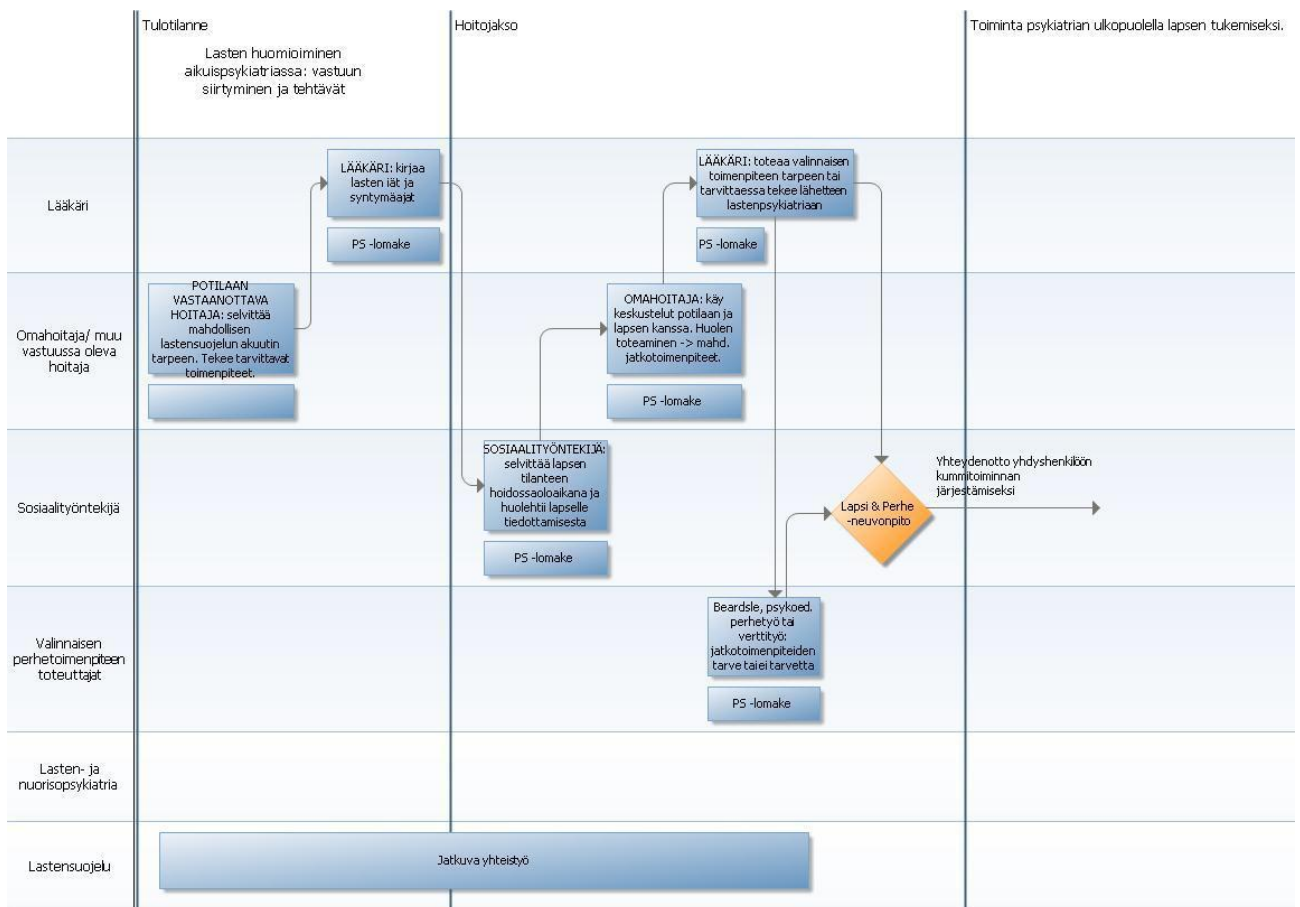 Tulotilanne
Hoitojakso
Toiminta psykiatrian ulkopuolella lapsen tukemiseksi.
Lasten huomioiminen
aikuispsykiatriassa: vastuun
siirtyminen ja tehtävät
Lääkäri
LÄÄKÄRI: kirjaa
lasten iät ja
syntymäajat
PS -lomake
LÄÄKÄRI: toteaa valinnaisen
toimenpiteen tarpeen tai
tarvittaessa tekee lähetteen
lastenpsykiatriaan
PS -lomake
Omahoitaja/ muu
vastuussa oleva
hoitaja
POTILAAN
VASTAANOTTAVA
HOITAJA: selvittää
mahdollisen
lastensuojelun akuutin
tarpeen. Tekee tarvittavat
toimenpiteet.
OMAHOITAJA: käy
keskustelut potilaan ja
lapsen kanssa. Huolen
toteaminen -> mahd.
jatkotoimenpiteet.
PS -lomake
Sosiaalityöntekijä
SOSIAALITYÖNTEKIJÄ:
selvittää lapsen
tilanteen
hoidossaoloaikana ja
huolehtii lapselle
tiedottamisesta
PS -lomake
Lapsi & Perhe
-neuvonpito
Yhteydenotto yhdyshenkilöön
kummitoiminnan
järjestämiseksi
Valinnaisen
perhetoimenpiteen
toteuttajat
Beardsle, psykoed.
perhetyö tai
verttityö:
jatkotoimenpiteiden
tarve taiei tarvetta
PS -lomake
Lasten- ja
nuorisopsykiatria
Lastensuojelu
Jatkuva yhteistyö